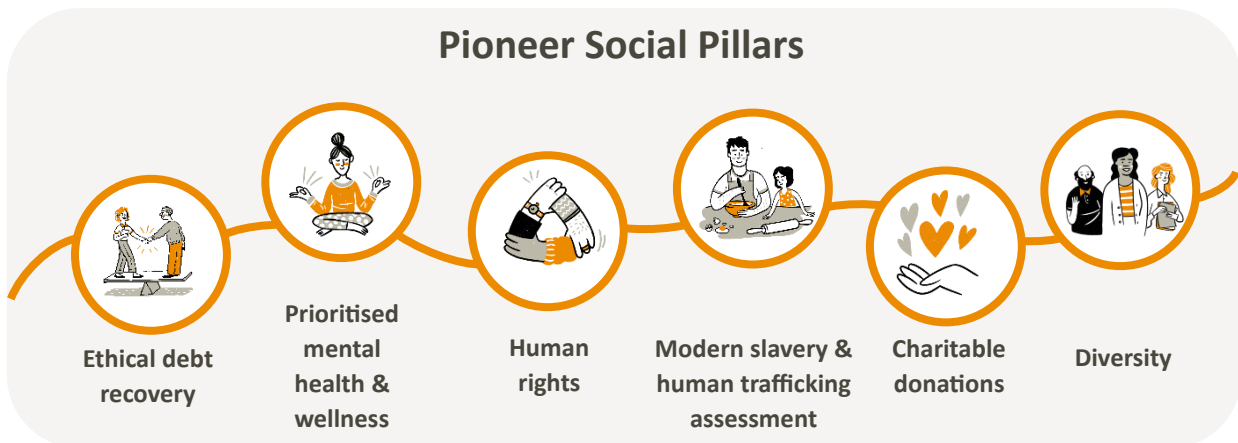 Pioneer Social Pillars
Ethical debt
recovery
Prioritised
mental
health &
wellness
Human
rights
Modern slavery &
human trafficking
assessment
Charitable
donations
Diversity